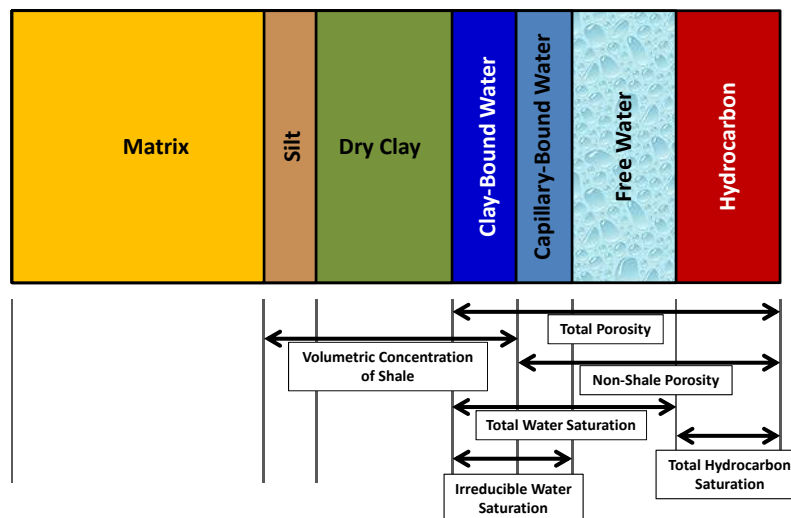 Matrix
Silt
Dry Clay
Clay-Bound Water
Capillary-Bound Water
Free Water
Hydrocarbon
Total Porosity
Volumetric Concentration
of Shale
Non-Shale Porosity
Total Water Saturation
Total Hydrocarbon
Saturation
Irreducible Water
Saturation